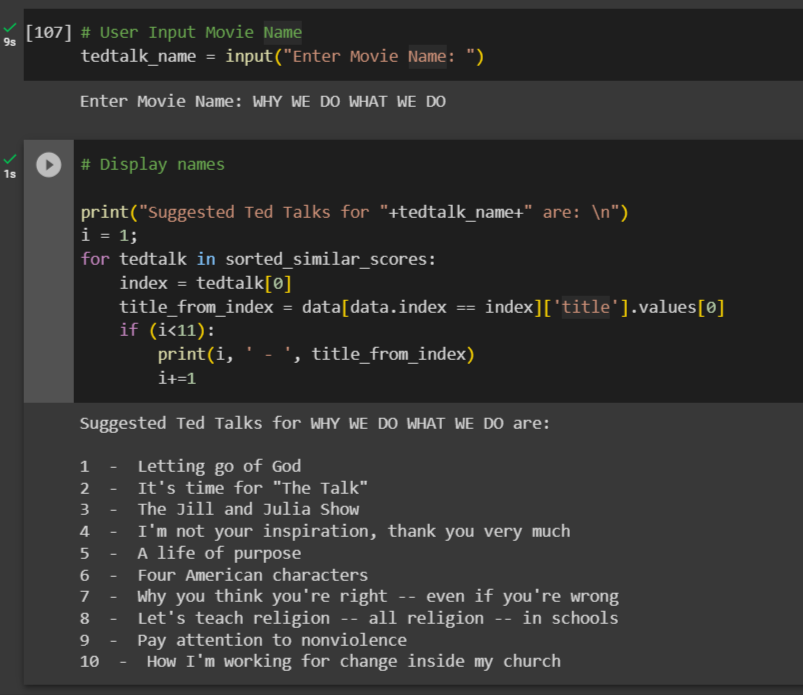 9s
[107] # User Input Movie Name
tedtalk_name = input("Enter Movie Name: ")
Enter Movie Name: WHY WE DO WHAT WE DO
1s
# Display names
print("Suggested Ted Talks for "+tedtalk_name+" are: \n")
i = 1;
for tedtalk in sorted_similar_scores:
    index = tedtalk[0]
    title_from_index = data[data.index == index]['title'].values[0]
    if (i<11):
        print(i, ' - ', title_from_index)
        i+=1
Suggested Ted Talks for WHY WE DO WHAT WE DO are:
1  -  Letting go of God
2  -  It's time for "The Talk"
3  -  The Jill and Julia Show
4  -  I'm not your inspiration, thank you very much
5  -  A life of purpose
6  -  Four American characters
7  -  Why you think you're right -- even if you're wrong
8  -  Let's teach religion -- all religion -- in schools
9  -  Pay attention to nonviolence
10  -  How I'm working for change inside my church